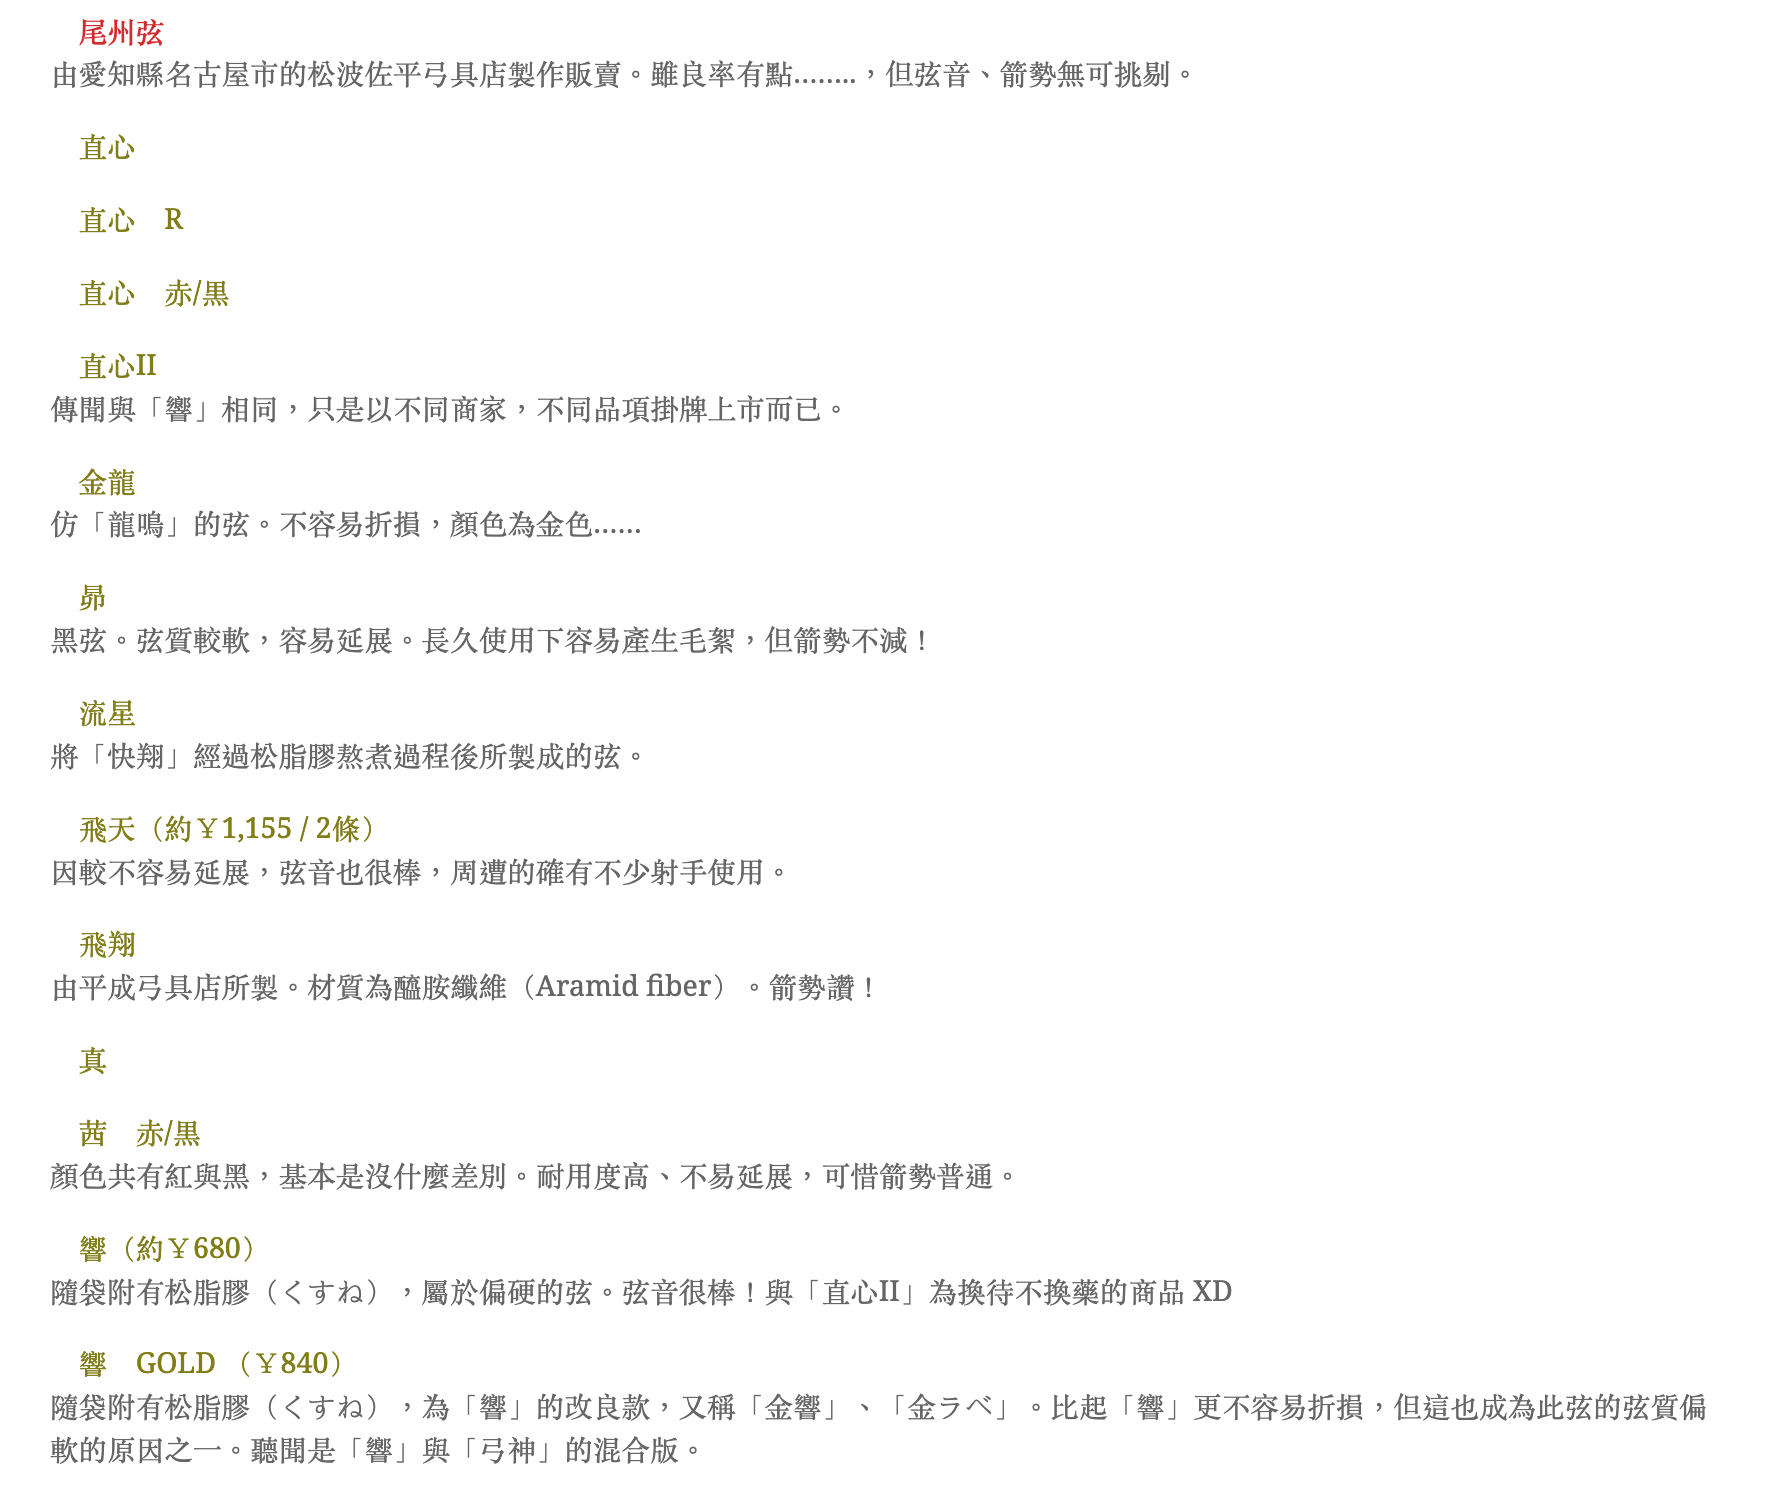 尾州弦
由愛知縣名古屋市的松波佐平弓具店製作販賣。雖良率有點........，但弦音、箭勢無可挑剔。
直心
直心　R
直心　赤/黒
直心II
傳聞與「響」相同，只是以不同商家，不同品項掛牌上市而已。
金龍
仿「龍鳴」的弦。不容易折損，顏色為金色......
昴
黑弦。弦質較軟，容易延展。長久使用下容易產生毛絮，但箭勢不減！
流星
將「快翔」經過松脂膠熬煮過程後所製成的弦。
飛天（約￥1,155 / 2條）
因較不容易延展，弦音也很棒，周遭的確有不少射手使用。
飛翔
由平成弓具店所製。材質為醯胺纖維（Aramid fiber）。箭勢讚！
真
茜　赤/黒
顏色共有紅與黑，基本是沒什麼差別。耐用度高、不易延展，可惜箭勢普通。
響（約￥680）
隨袋附有松脂膠（くすね），屬於偏硬的弦。弦音很棒！與「直心II」為換待不換藥的商品 XD
響　GOLD （￥840）
隨袋附有松脂膠（くすね），為「響」的改良款，又稱「金響」、「金ラベ」。比起「響」更不容易折損，但這也成為此弦的弦質偏
軟的原因之一。聽聞是「響」與「弓神」的混合版。